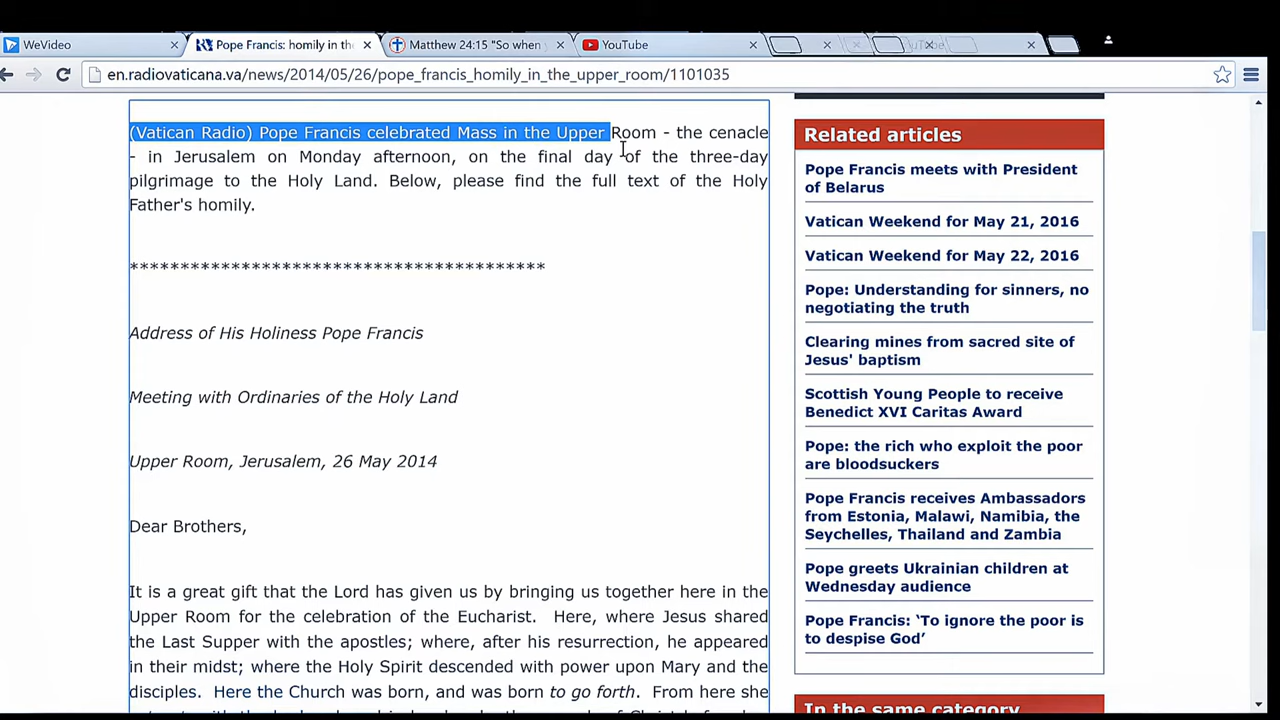 WeVideo
Pope Francis: homily in th
Matthew 24:15 "So when
YouTube
en.radiovaticana.va/news/2014/05/26/pope_francis_homily_in_the_upper_room/1101035
(Vatican Radio) Pope Francis celebrated Mass in the Upper Room - the cenacle
- in Jerusalem on Monday afternoon, on the final day of the three-day
pilgrimage to the Holy Land. Below, please find the full text of the Holy
Father's homily.
*****************************************
Address of His Holiness Pope Francis
Meeting with Ordinaries of the Holy Land
Upper Room, Jerusalem, 26 May 2014
Dear Brothers,
It is a great gift that the Lord has given us by bringing us together here in the
Upper Room for the celebration of the Eucharist. Here, where Jesus shared
the Last Supper with the apostles; where, after his resurrection, he appeared
in their midst; where the Holy Spirit descended with power upon Mary and the
disciples. Here the Church was born, and was born to go forth. From here she
Related articles
Pope Francis meets with President
of Belarus
Vatican Weekend for May 21, 2016
Vatican Weekend for May 22, 2016
Pope: Understanding for sinners, no
negotiating the truth
Clearing mines from sacred site of
Jesus' baptism
Scottish Young People to receive
Benedict XVI Caritas Award
Pope: the rich who exploit the poor
are bloodsuckers
Pope Francis receives Ambassadors
from Estonia, Malawi, Namibia, the
Seychelles, Thailand and Zambia
Pope greets Ukrainian children at
Wednesday audience
Pope Francis: ‘To ignore the poor is
to despise God’
In the same category